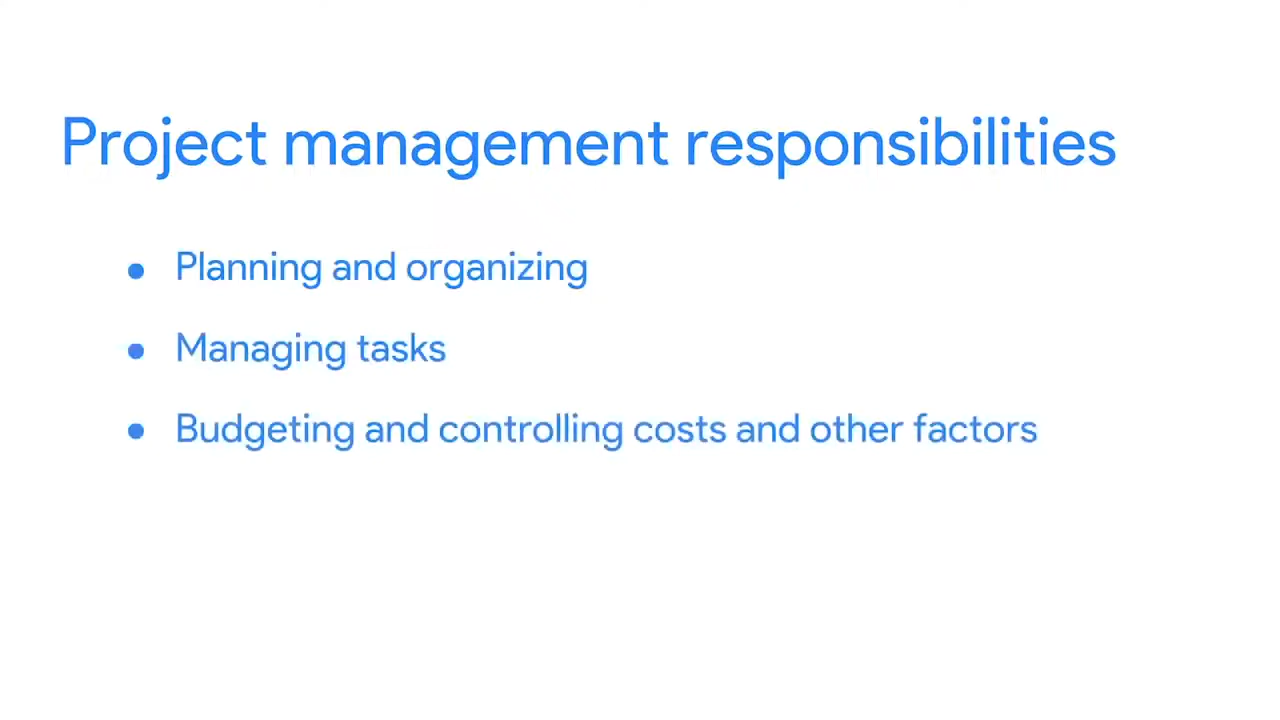 Project management responsibilities
● Planning and organizing
● Managing tasks
● Budgeting and controlling costs and other factors